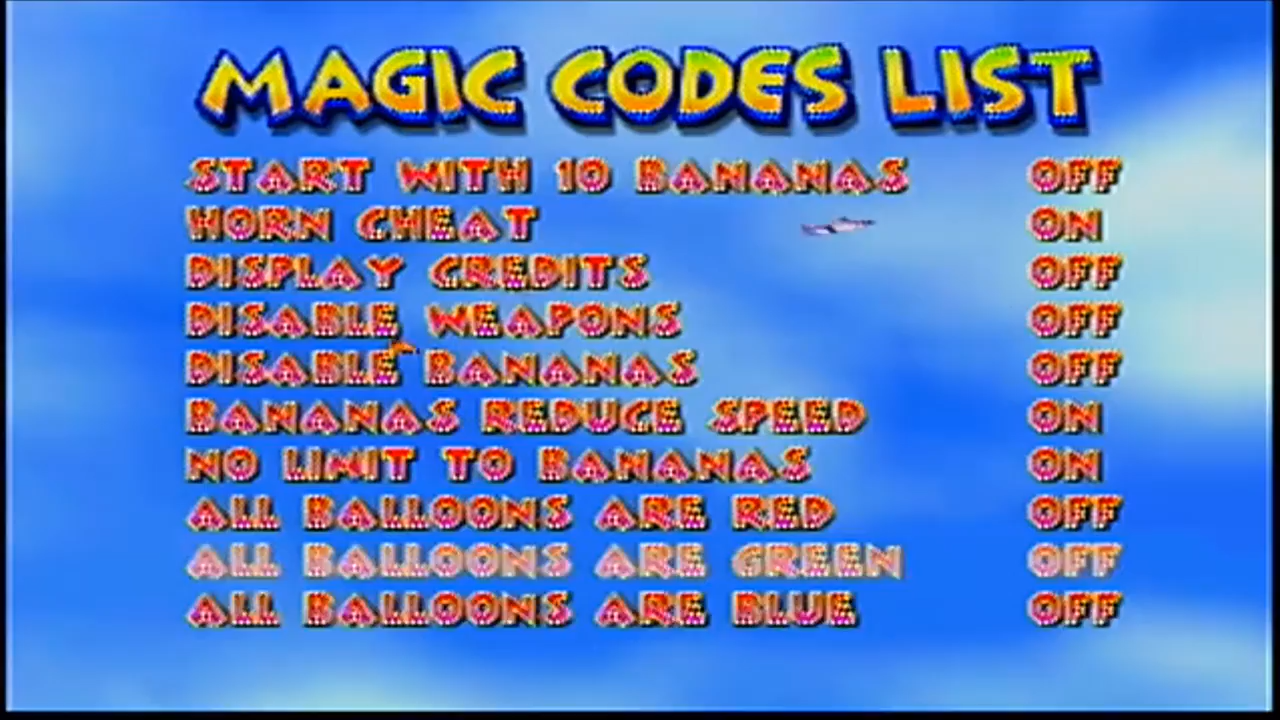 MAGIC CODES LIST
START WITH 10 BANANAS OFF
HORN CHEAT ON
DISPLAY CREDITS OFF
DISABLE WEAPONS OFF
DISABLE BANANAS OFF
BANANAS REDUCE SPEED ON
NO LIMIT TO BANANAS ON
ALL BALLOONS ARE RED OFF
ALL BALLOONS ARE GREEN OFF
ALL BALLOONS ARE BLUE OFF